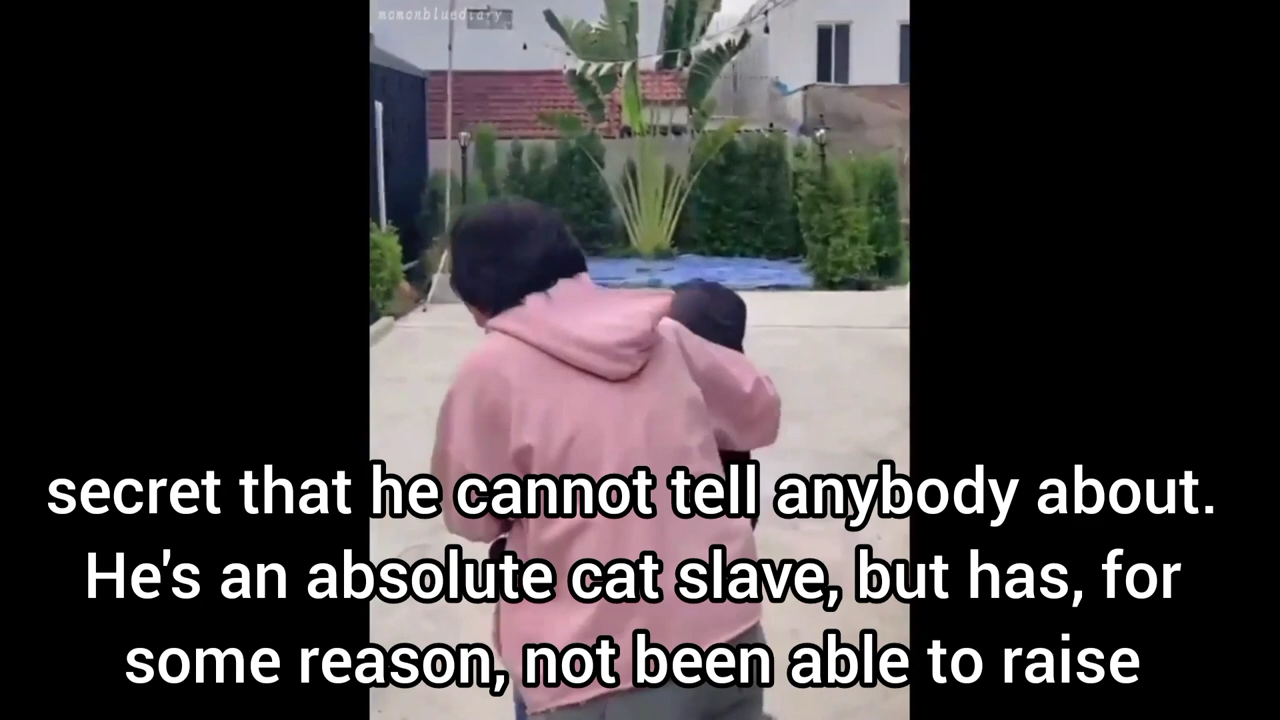 momonbluediary
secret that he cannot tell anybody about.
He's an absolute cat slave, but has, for
some reason, not been able to raise